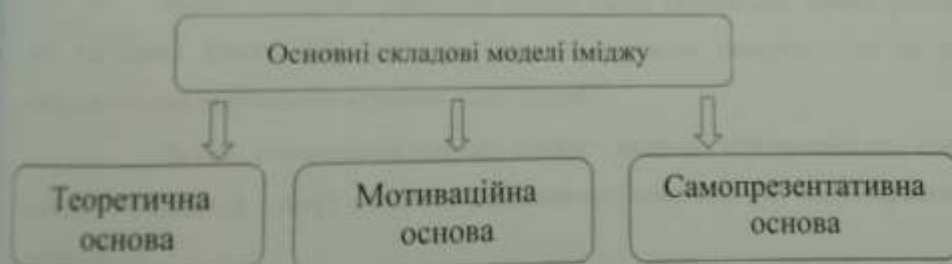 Основні складові моделі іміджу
Теоретична
основа
Мотиваційна
основа
Самопрезентативна
основа